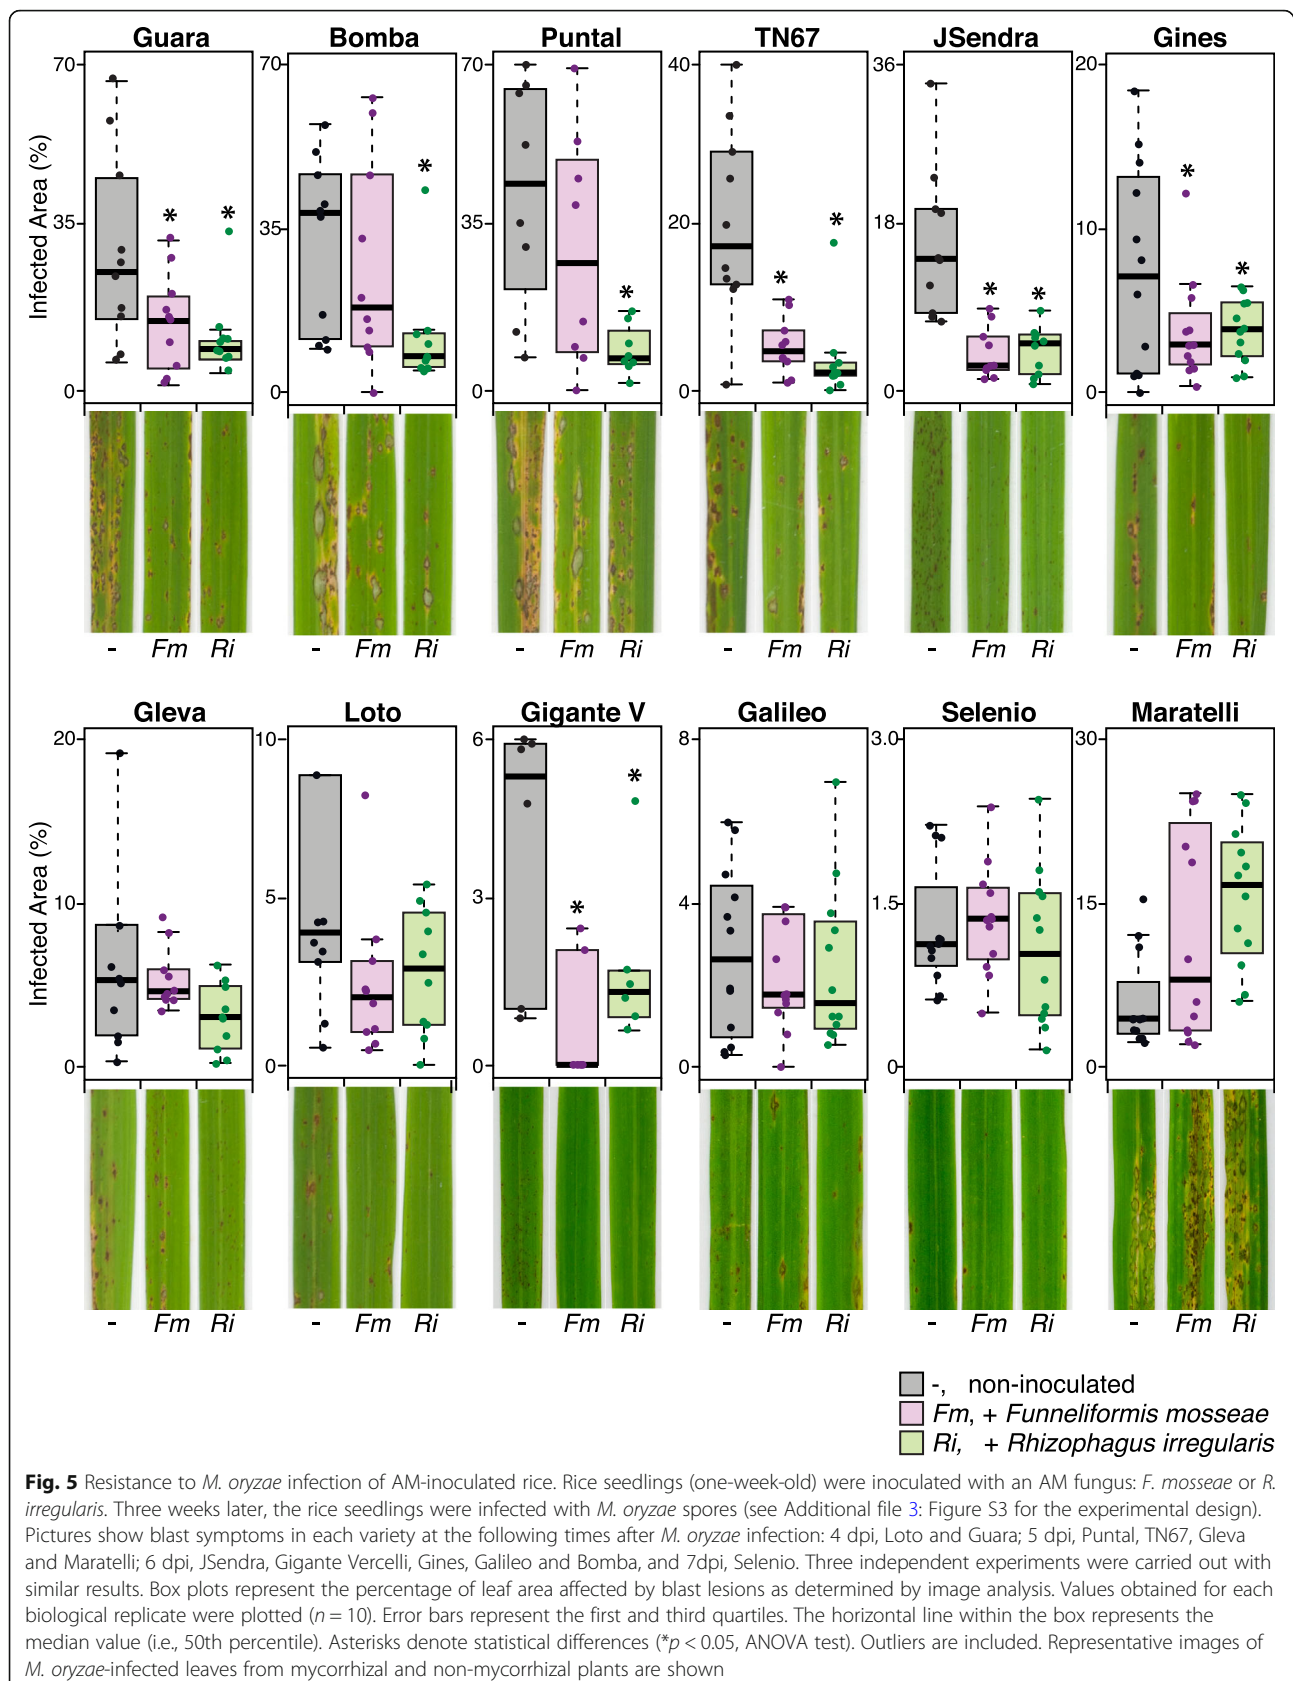 Guara Bomba Puntal TN67 JSendra Gines
Infected Area (%)
70 35 0
70 35 0
70 35 0
40 20 0
36 18 0
20 10 0
* *
*
*
* *
* *
* *
- Fm Ri - Fm Ri - Fm Ri - Fm Ri - Fm Ri - Fm Ri
Gleva Loto Gigante V Galileo Selenio Maratelli
Infected Area (%)
20 10 0
10 5 0
6 3 0
8 4 0
3.0 1.5 0
30 15 0
* *
- Fm Ri - Fm Ri - Fm Ri - Fm Ri - Fm Ri - Fm Ri
-, non-inoculated
Fm, + Funneliformis mosseae
Ri, + Rhizophagus irregularis
Fig. 5 Resistance to M. oryzae infection of AM-inoculated rice. Rice seedlings (one-week-old) were inoculated with an AM fungus: F. mosseae or R.
irregularis. Three weeks later, the rice seedlings were infected with M. oryzae spores (see Additional file 3: Figure S3 for the experimental design).
Pictures show blast symptoms in each variety at the following times after M. oryzae infection: 4 dpi, Loto and Guara; 5 dpi, Puntal, TN67, Gleva
and Maratelli; 6 dpi, JSendra, Gigante Vercelli, Gines, Galileo and Bomba, and 7dpi, Selenio. Three independent experiments were carried out with
similar results. Box plots represent the percentage of leaf area affected by blast lesions as determined by image analysis. Values obtained for each
biological replicate were plotted (n = 10). Error bars represent the first and third quartiles. The horizontal line within the box represents the
median value (i.e., 50th percentile). Asterisks denote statistical differences (*p < 0.05, ANOVA test). Outliers are included. Representative images of
M. oryzae-infected leaves from mycorrhizal and non-mycorrhizal plants are shown